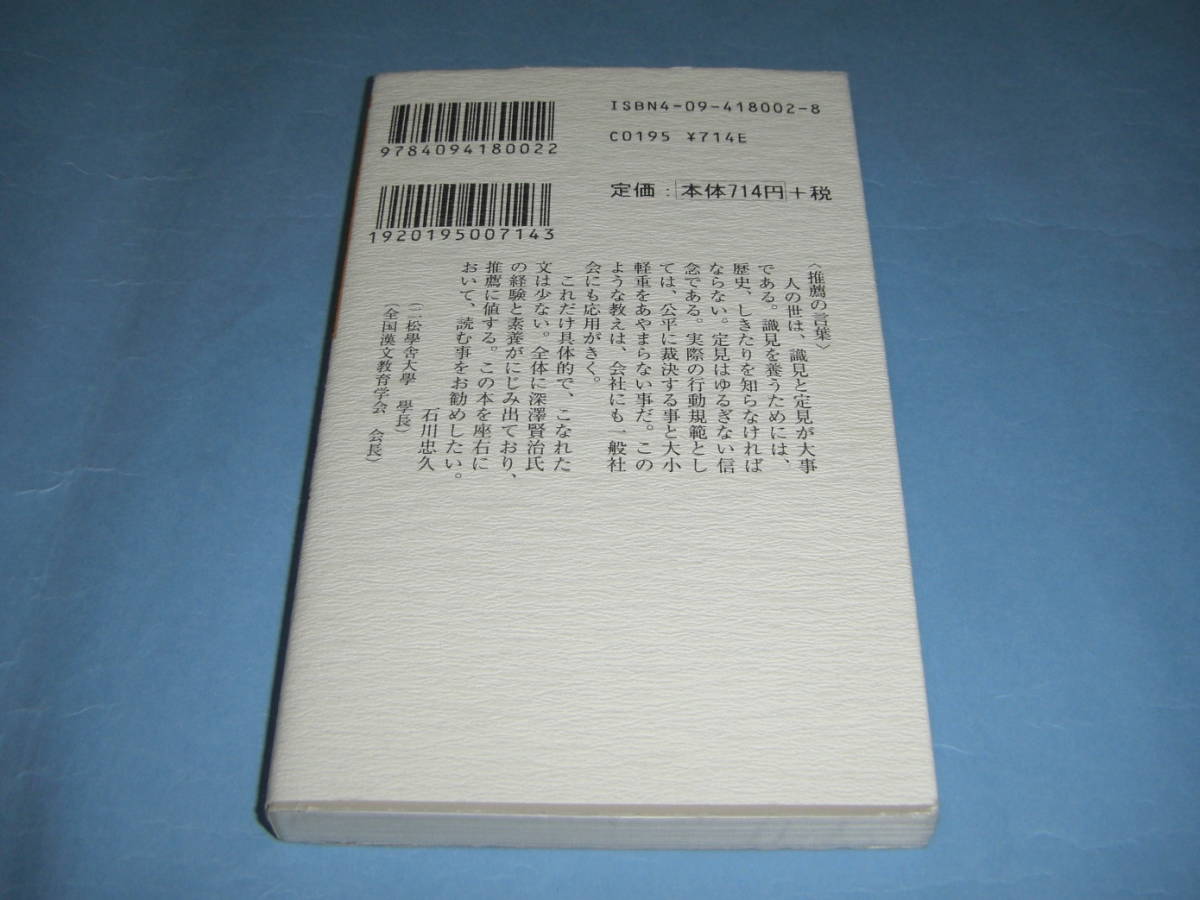 ISBN4-09-418002-8
9784094180022
C0195 ¥714E
定価：本体714円＋税
1920195007143
〈推薦の言葉〉
人の世は、識見と定見が大事
である。識見を養うためには、
歴史、しきたりを知らなければ
ならない。定見はゆるぎない信
念である。実際の行動規範とし
ては、公平に裁決する事と大小
軽重をあやまらない事だ。この
ような教えは、会社にも一般社
会にも応用がきく。
これだけ具体的で、こなれた
文は少ない。全体に深澤賢治氏
の経験と素養がにじみ出ており、
推薦に値する。この本を座右に
おいて、読む事をお勧めしたい。
石川忠久
（二松學舎大學　學長）
（全国漢文教育学会　会長）